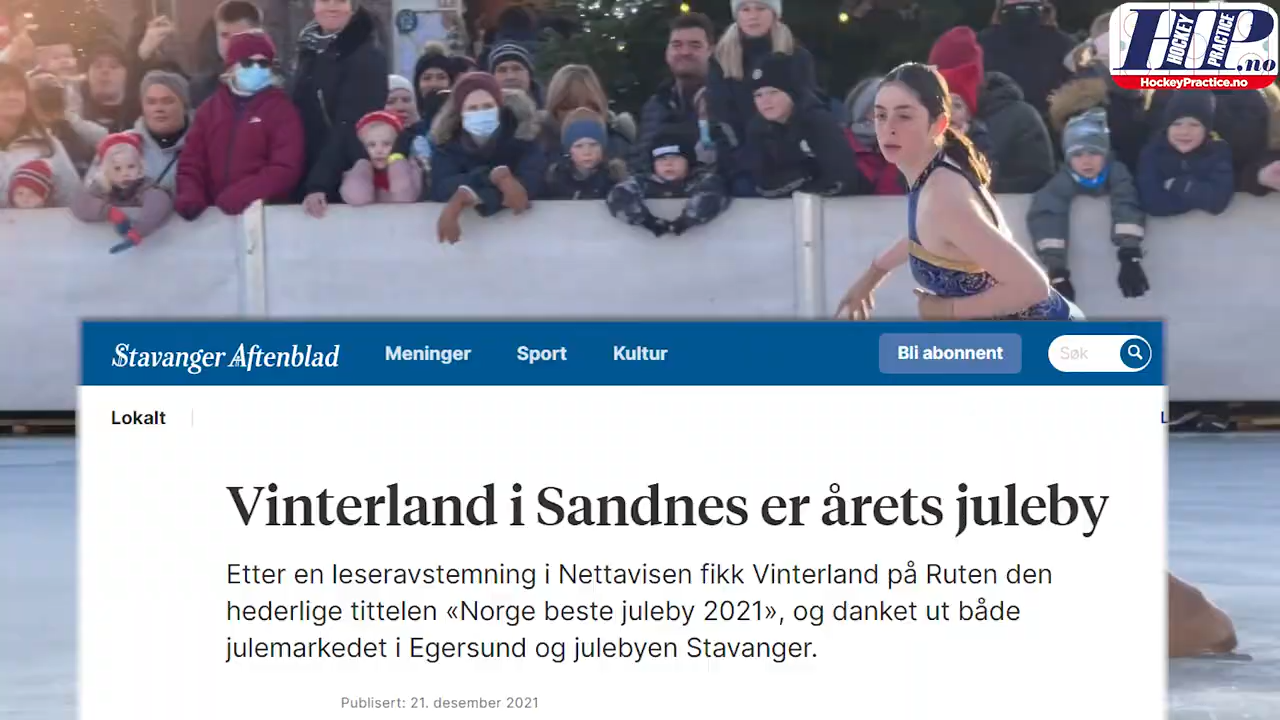 HOCKEY
PRACTICE
HP.no
HockeyPractice.no
Stavanger Aftenblad
Meninger
Sport
Kultur
Bli abonnent
Søk
Lokalt
L
Vinterland i Sandnes er årets juleby
Etter en leseravstemning i Nettavisen fikk Vinterland på Ruten den
hederlige tittelen «Norge beste juleby 2021», og danket ut både
julemarkedet i Egersund og julebyen Stavanger.
Publisert: 21. desember 2021